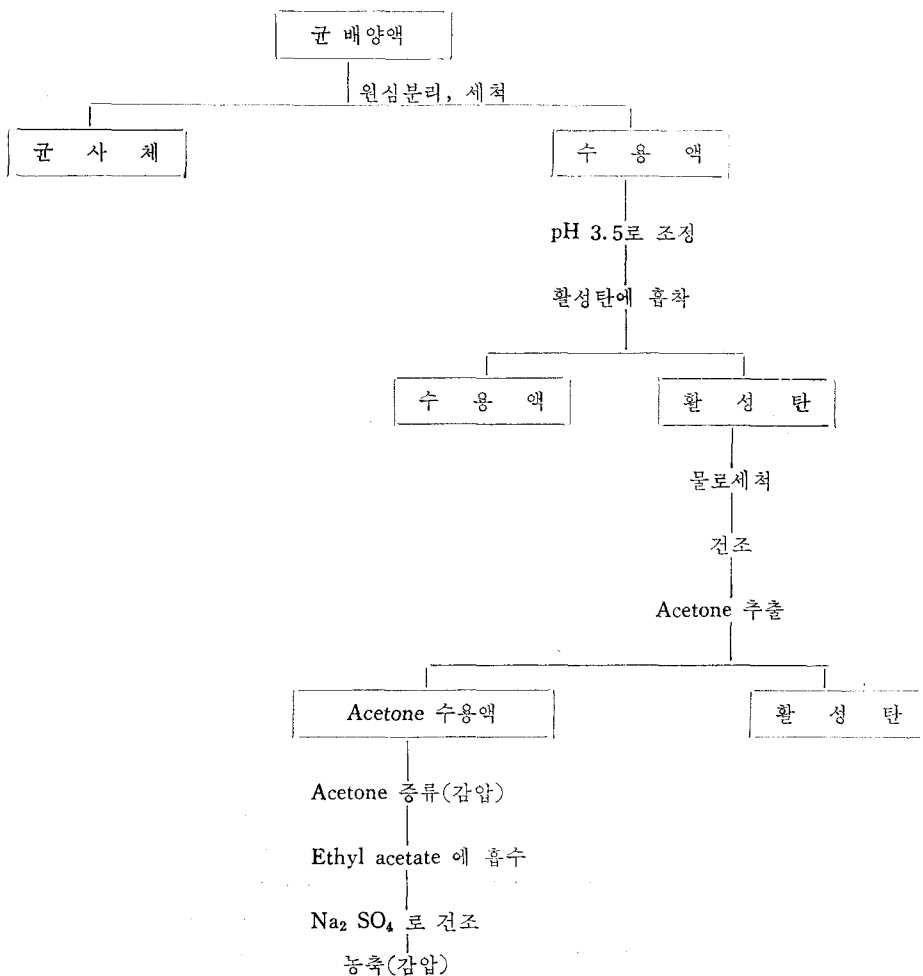 균 배양액
원심분리, 세척
균 사 체
수 용 액
pH 3.5로 조정
활성탄에 흡착
수 용 액
활 성 탄
물로세척
건조
Acetone 추출
Acetone 수용액
활 성 탄
Acetone 증류(감압)
Ethyl acetate 에 흡수
Na₂ SO₄ 로 건조
농축(감압)